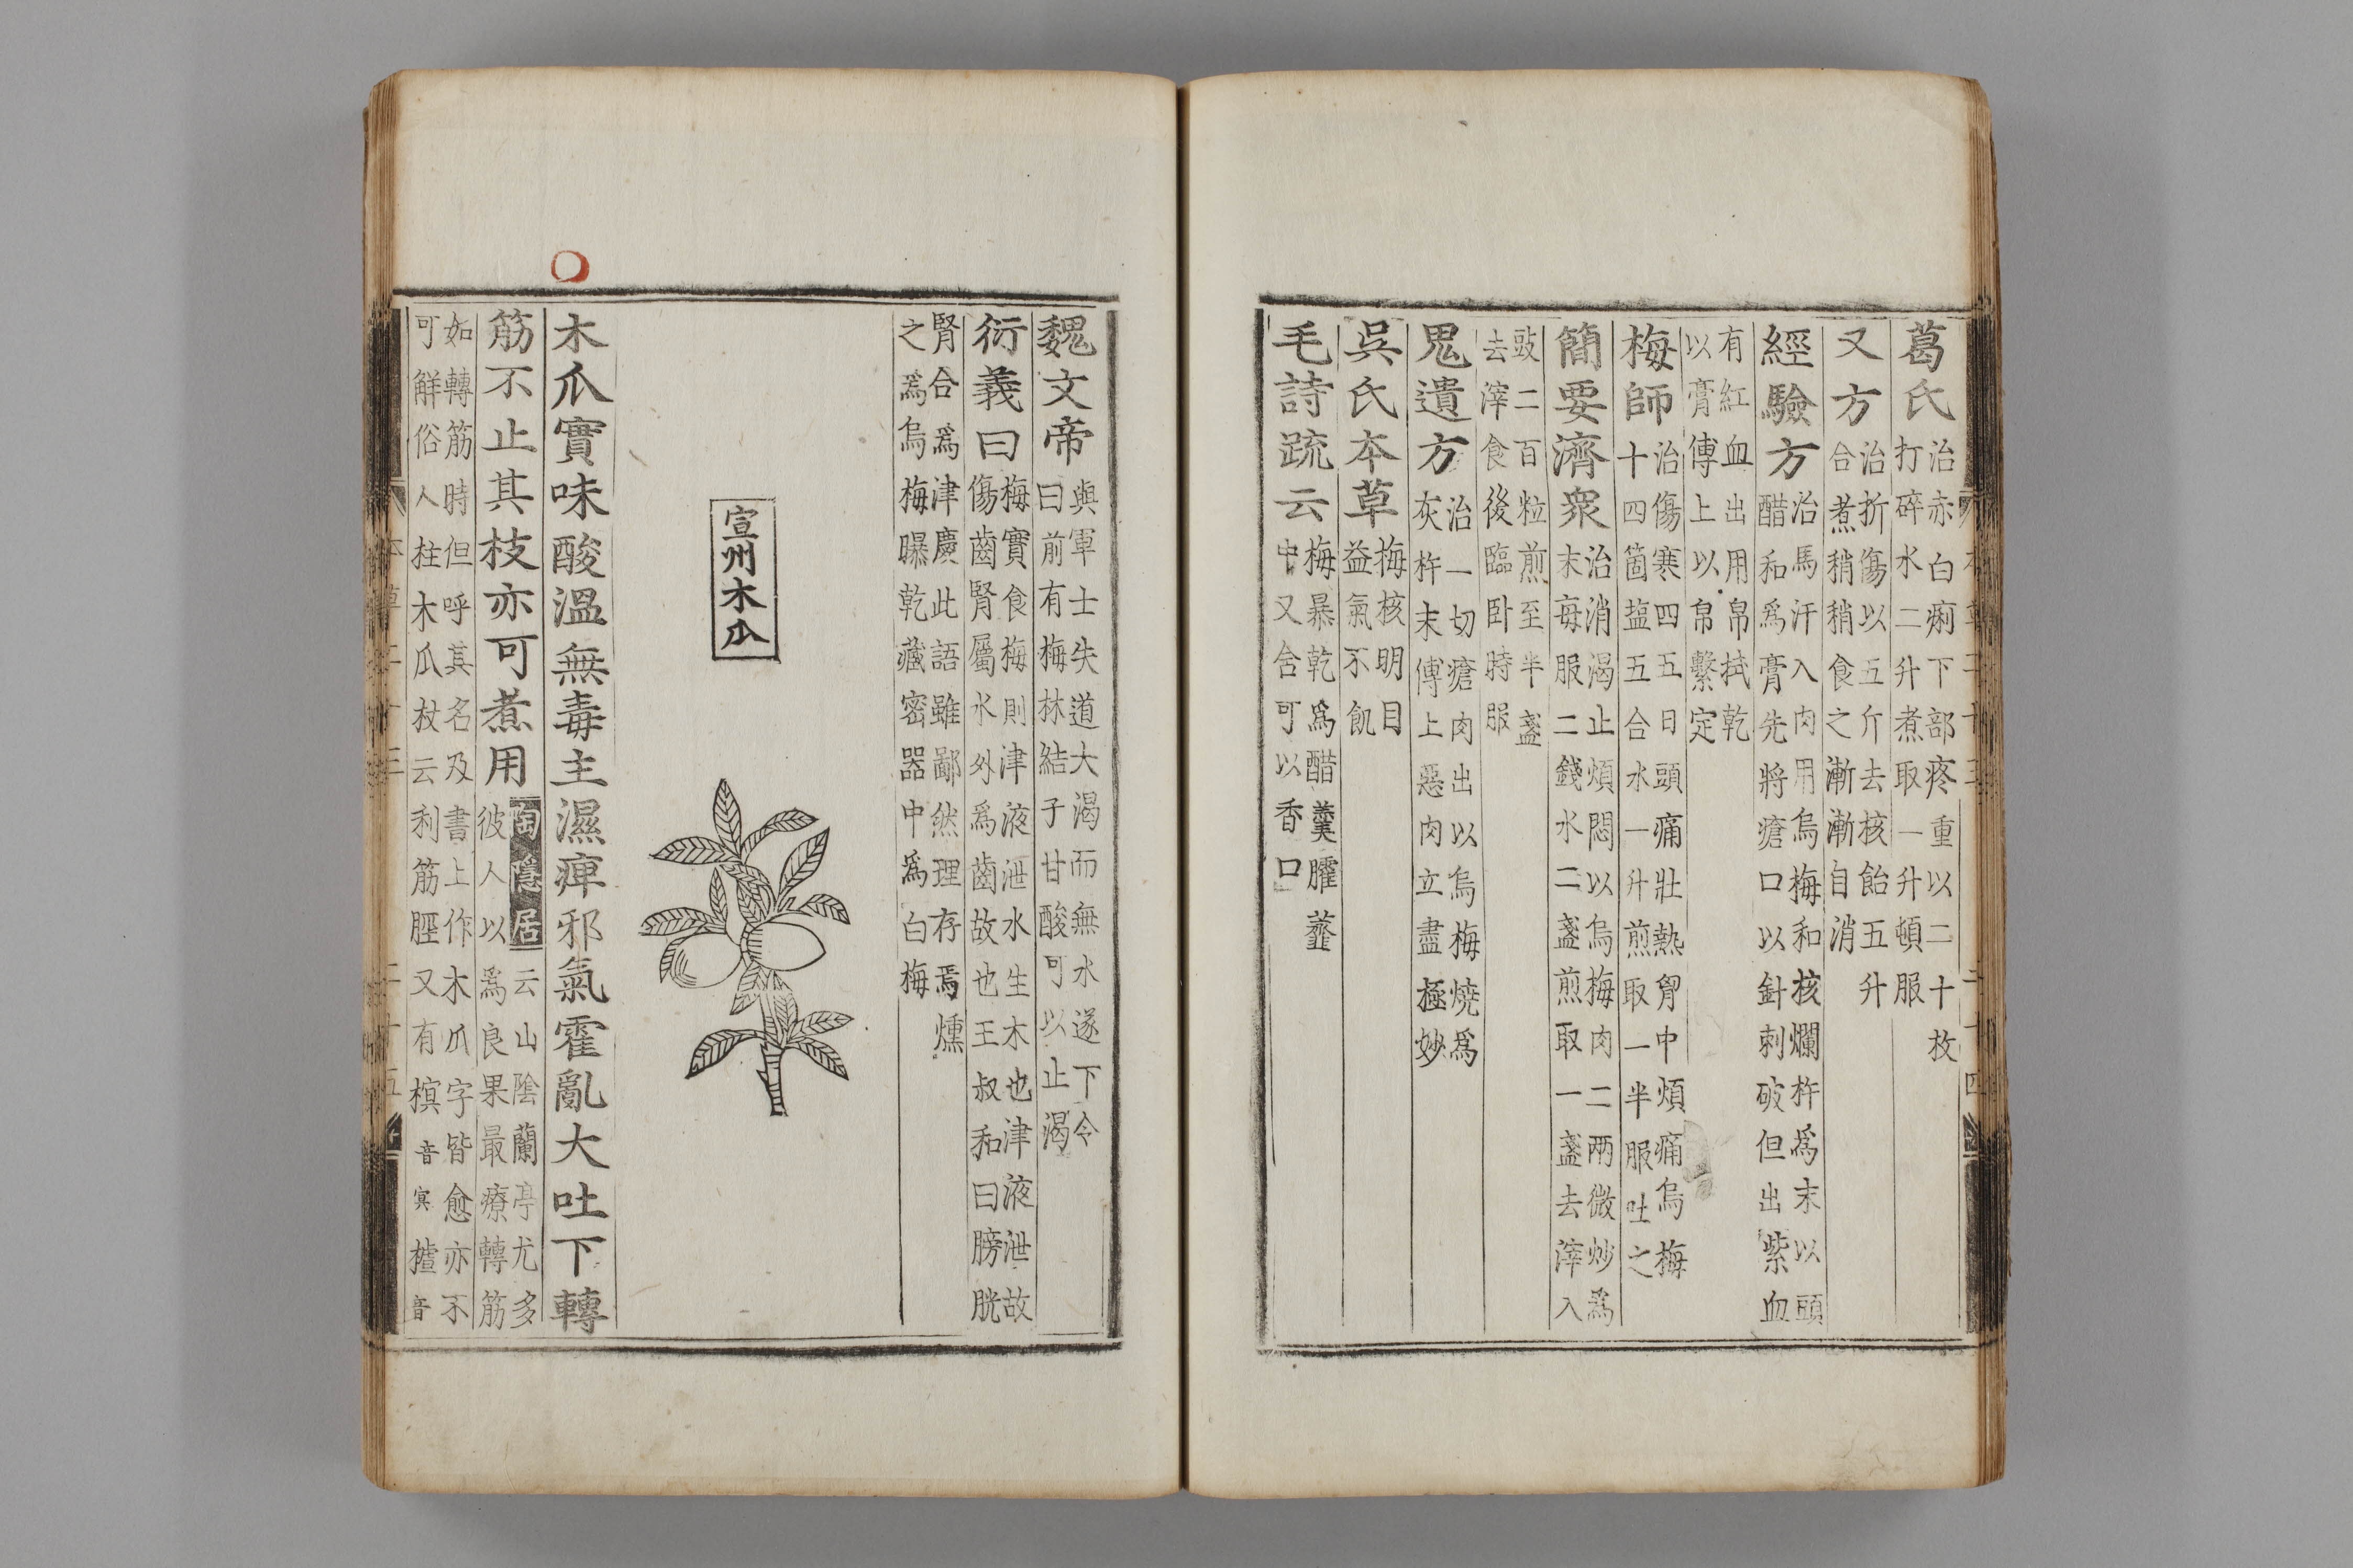 葛氏治赤白痢下部疼重以二十枚
打碎水二升煮取一升頓服
又方治折傷以五斤去核飴五升
合煮稍稍食之漸漸自消
經驗方治馬汗入肉用烏梅和核爛杵爲末以頭
醋和爲膏先將瘡口以針刺破但出紫血
有紅血出用帛拭乾
以膏傅上以帛繫定
梅師治傷寒四五日頭痛壯熱胷中煩痛烏梅
十四箇塩五合水一升煎取一半服吐之
簡要濟衆治消渴止煩悶以烏梅肉二兩微炒爲
末每服二錢水二盞煎取一盞去滓入
豉二百粒煎至半盞
去滓食後臨卧時服
鬼遺方治一切瘡肉出以烏梅燒爲
灰杵末傅上惡肉立盡極妙
吳氏本草梅核明目
益氣不飢
毛詩疏云梅暴乾爲醋羹臛虀
中又含可以香口
魏文帝與軍士失道大渴而無水遂下令
曰前有梅林結子甘酸可以止渴
衍義曰梅實食梅則津液泄水生木也津液泄故
傷齒腎屬水外爲齒故也王叔和曰膀胱
腎合爲津慶此語雖鄙然理存焉燻
之爲烏梅曝乾藏密器中爲白梅
宣州木瓜
木瓜實味酸溫無毒主濕痺邪氣霍亂大吐下轉
筋不止其枝亦可煮用陶隱居云山陰蘭亭尤多
彼人以爲良果最療轉筋
如轉筋時但呼其名及書上作木瓜字皆愈亦不
可解俗人柱木瓜杖云利筋脛又有榠音冥樝音